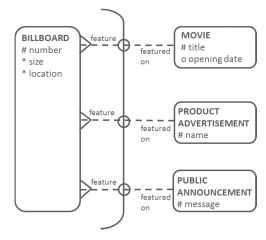 BILLBOARD
# number
* size
* location
feature
featured
on
MOVIE
# title
o opening date
feature
featured
on
PRODUCT
ADVERTISEMENT
# name
feature
featured
on
PUBLIC
ANNOUNCEMENT
# message